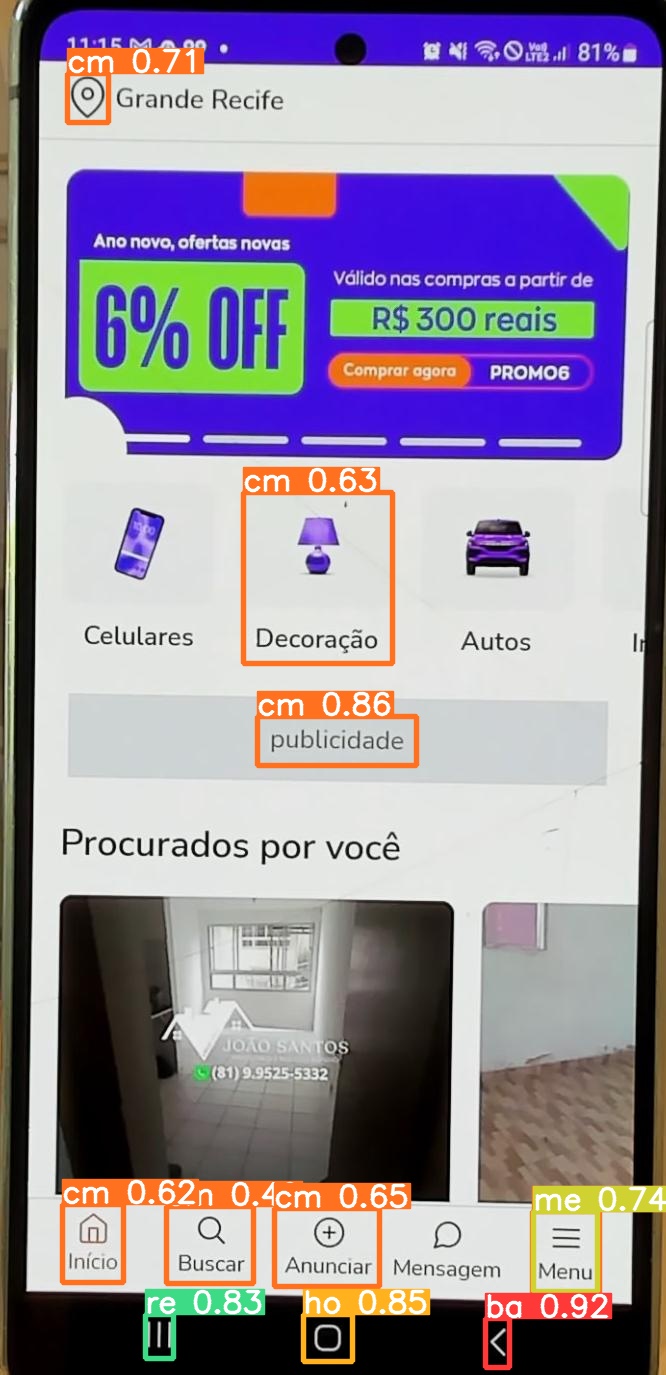 11:15
81%
cm 0.71
Grande Recife
Ano novo, ofertas novas
6% OFF
Válido nas compras a partir de
R$ 300 reais
Comprar agora PROMO6
cm 0.63
Celulares Decoração Autos
cm 0.86
publicidade
Procurados por você
JOÃO SANTOS
(81) 9.9525-5332
cm 0.62 cm 0.65 me 0.74
Início Buscar Anunciar Mensagem Menu
re 0.83 ho 0.85 ba 0.92